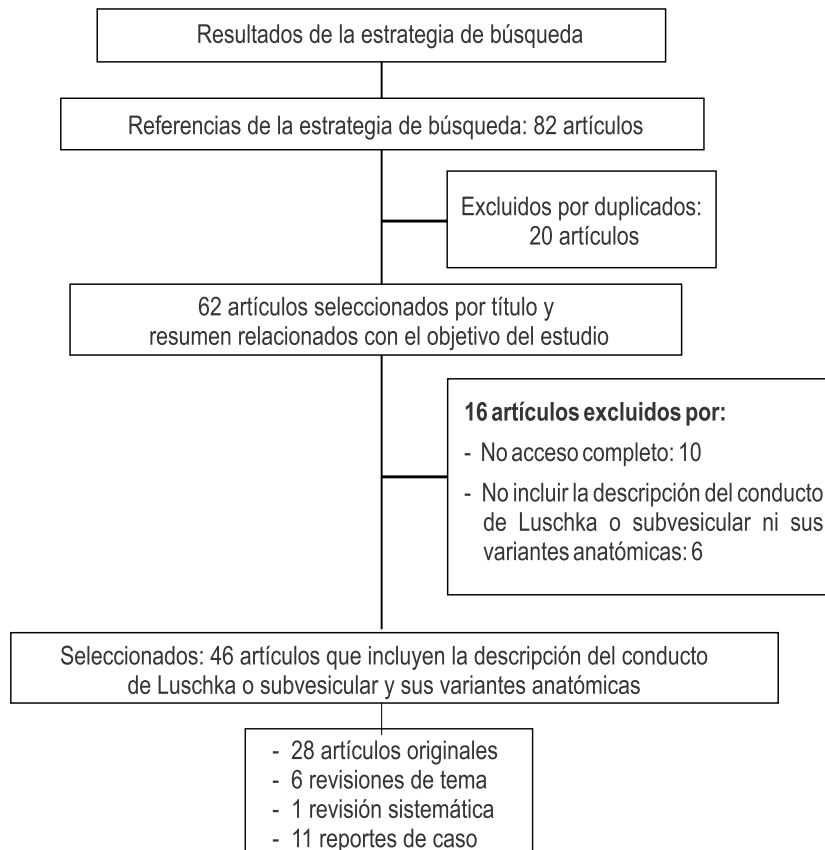 Resultados de la estrategia de búsqueda
Referencias de la estrategia de búsqueda: 82 artículos
Excluidos por duplicados:
20 artículos
62 artículos seleccionados por título y
resumen relacionados con el objetivo del estudio
16 artículos excluidos por:
- No acceso completo: 10
- No incluir la descripción del conducto
de Luschka o subvesicular ni sus
variantes anatómicas: 6
Seleccionados: 46 artículos que incluyen la descripción del conducto
de Luschka o subvesicular y sus variantes anatómicas
- 28 artículos originales
- 6 revisiones de tema
- 1 revisión sistemática
- 11 reportes de caso